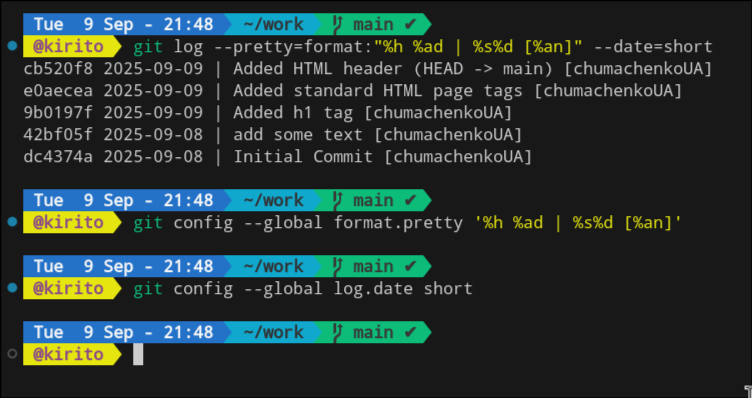 Tue  9 Sep - 21:48 ~/work main ✔
@kirito git log --pretty=format:"%h %ad | %s%d [%an]" --date=short
cb520f8 2025-09-09 | Added HTML header (HEAD -> main) [chumachenkoUA]
e0aecea 2025-09-09 | Added standard HTML page tags [chumachenkoUA]
9b0197f 2025-09-09 | Added h1 tag [chumachenkoUA]
42bf05f 2025-09-08 | add some text [chumachenkoUA]
dc4374a 2025-09-08 | Initial Commit [chumachenkoUA]
Tue  9 Sep - 21:48 ~/work main ✔
@kirito git config --global format.pretty '%h %ad | %s%d [%an]'
Tue  9 Sep - 21:48 ~/work main ✔
@kirito git config --global log.date short
Tue  9 Sep - 21:48 ~/work main ✔
@kirito